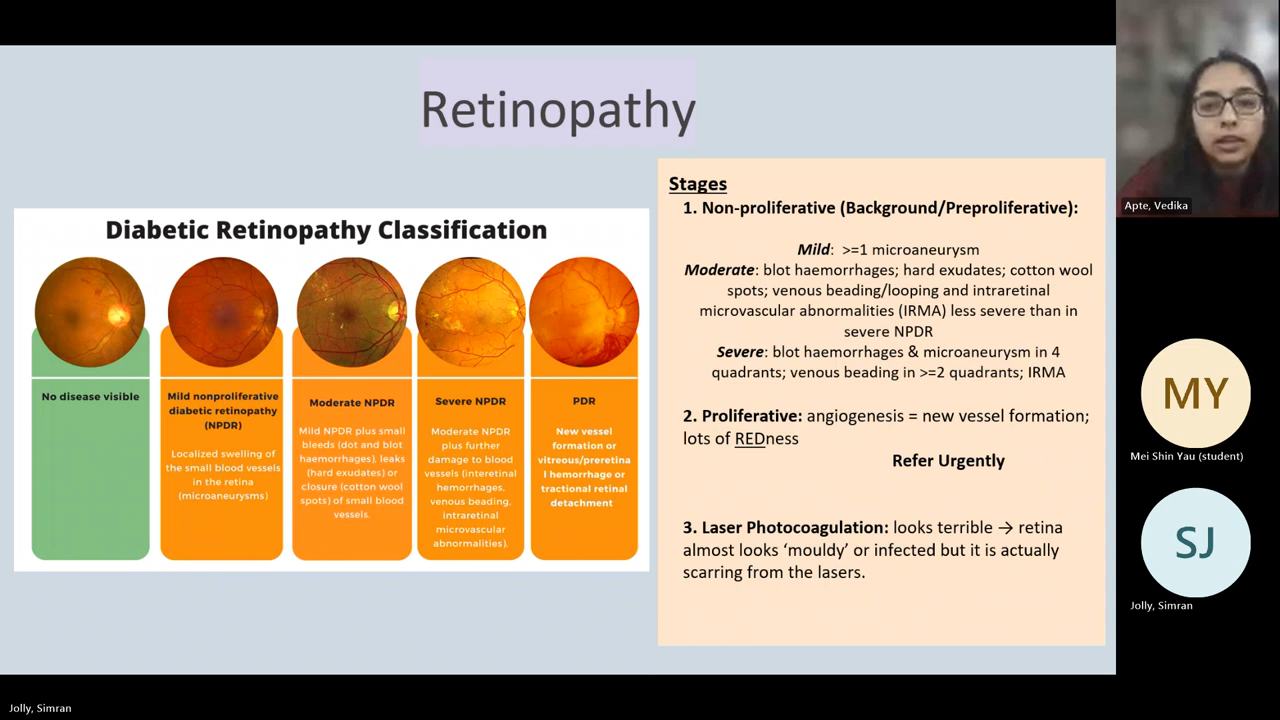 Retinopathy
Diabetic Retinopathy Classification
No disease visible
Mild nonproliferative
diabetic retinopathy
(NPDR)
Localized swelling of
the small blood vessels
in the retina
(microaneurysms)
Moderate NPDR
Mild NPDR plus small
bleeds (dot and blot
haemorrhages), leaks
(hard exudates) or
closure (cotton wool
spots) of small blood
vessels.
Severe NPDR
Moderate NPDR
plus further
damage to blood
vessels (interetinal
hemorrhages,
venous beading,
intraretinal
microvascular
abnormalities).
PDR
New vessel
formation or
vitreous/preretina
l hemorrhage or
tractional retinal
detachment
Stages
1. Non-proliferative (Background/Preproliferative):
Mild: >=1 microaneurysm
Moderate: blot haemorrhages; hard exudates; cotton wool
spots; venous beading/looping and intraretinal
microvascular abnormalities (IRMA) less severe than in
severe NPDR
Severe: blot haemorrhages & microaneurysm in 4
quadrants; venous beading in >=2 quadrants; IRMA
2. Proliferative: angiogenesis = new vessel formation;
lots of REDness
Refer Urgently
3. Laser Photocoagulation: looks terrible → retina
almost looks ‘mouldy’ or infected but it is actually
scarring from the lasers.
Apte, Vedika
MY
Mei Shin Yau (student)
SJ
Jolly, Simran
Jolly, Simran